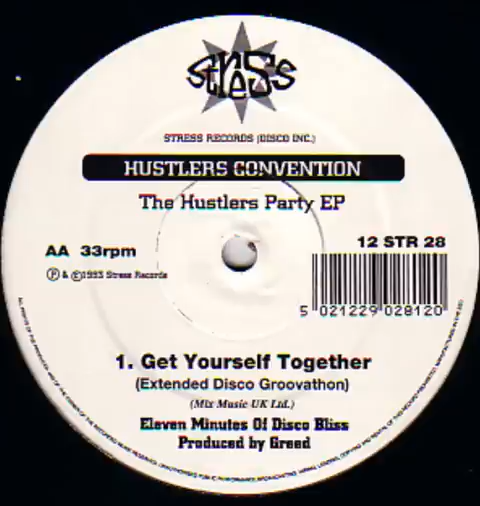 stress
STRESS RECORDS (DISCO INC.)
HUSTLERS CONVENTION
The Hustlers Party EP
AA 33rpm
12 STR 28
Ⓟ & ©1993 Stress Records
5 021229 028120
1. Get Yourself Together
(Extended Disco Groovathon)
(Mix Music UK Ltd.)
Eleven Minutes Of Disco Bliss
Produced by Greed